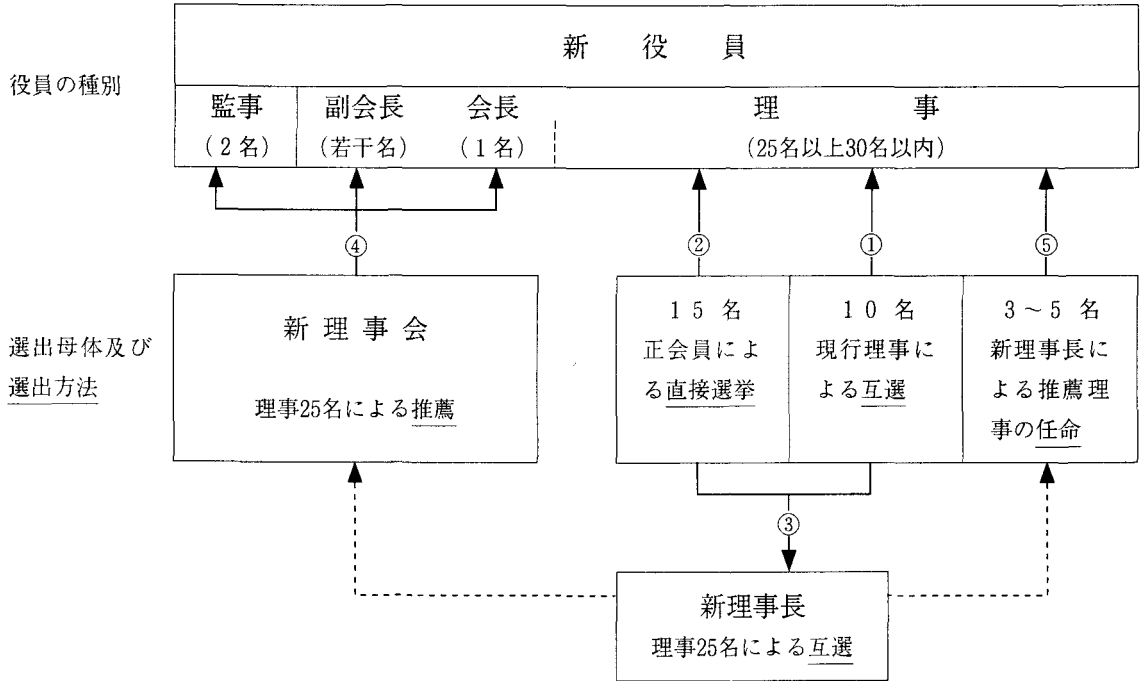 新役員
役員の種別
監事 副会長 会長 理事
(2名) (若干名) (1名) (25名以上30名以内)
④ ② ① ⑤
選出母体及び
選出方法
新理事会
理事25名による推薦
15名
正会員によ
る直接選挙
10名
現行理事に
よる互選
3~5名
新理事長に
よる推薦理
事の任命
③
新理事長
理事25名による互選